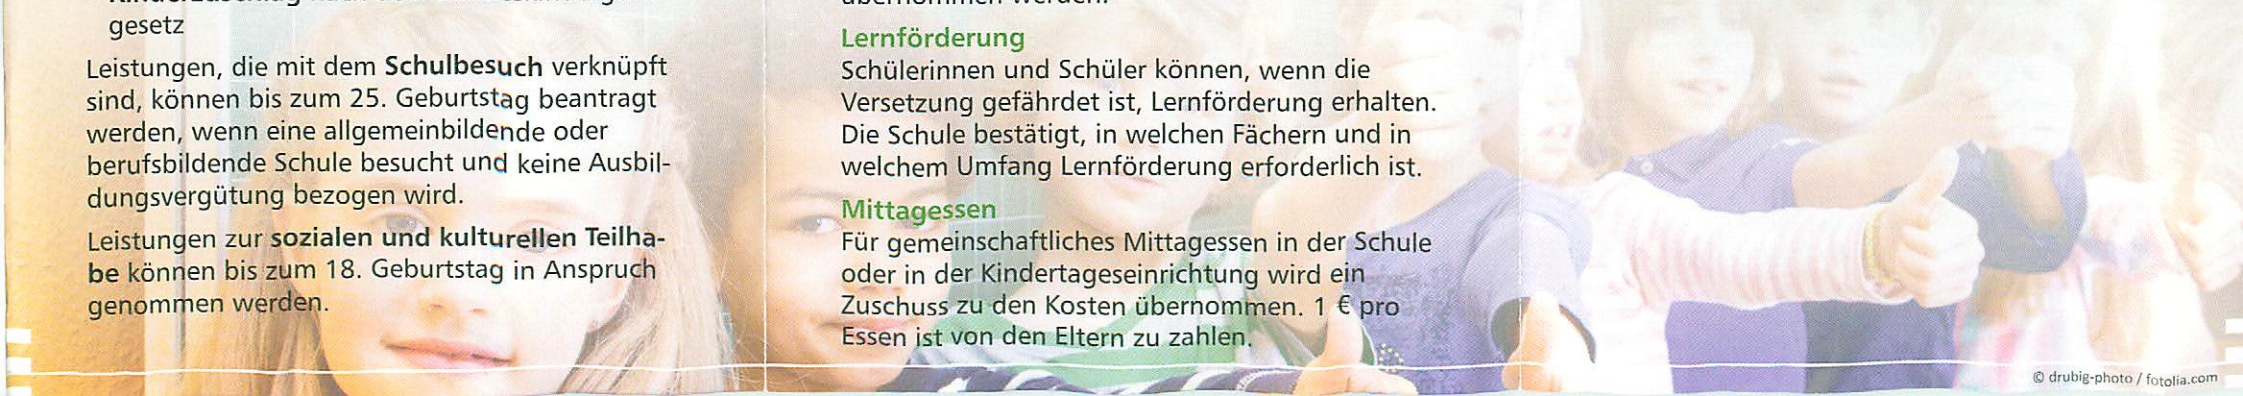 gesetz
Leistungen, die mit dem Schulbesuch verknüpft
sind, können bis zum 25. Geburtstag beantragt
werden, wenn eine allgemeinbildende oder
berufsbildende Schule besucht und keine Ausbil-
dungsvergütung bezogen wird.
Leistungen zur sozialen und kulturellen Teilha-
be können bis zum 18. Geburtstag in Anspruch
genommen werden.
Lernförderung
Schülerinnen und Schüler können, wenn die
Versetzung gefährdet ist, Lernförderung erhalten.
Die Schule bestätigt, in welchen Fächern und in
welchem Umfang Lernförderung erforderlich ist.
Mittagessen
Für gemeinschaftliches Mittagessen in der Schule
oder in der Kindertageseinrichtung wird ein
Zuschuss zu den Kosten übernommen. 1 € pro
Essen ist von den Eltern zu zahlen.
© drubig-photo / fotolia.com